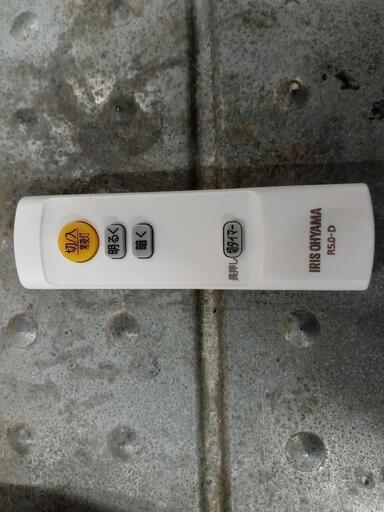 切/入
常夜灯
明るく
暗く
長押し
切タイマー
IRIS OHYAMA
R5.0-D